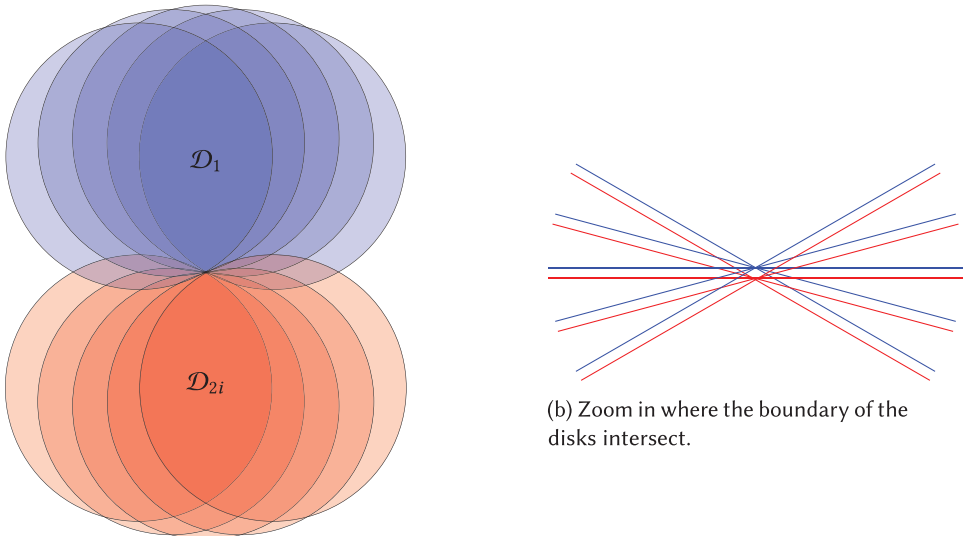 𝒟₁
𝒟₂ᵢ
(b) Zoom in where the boundary of the
disks intersect.